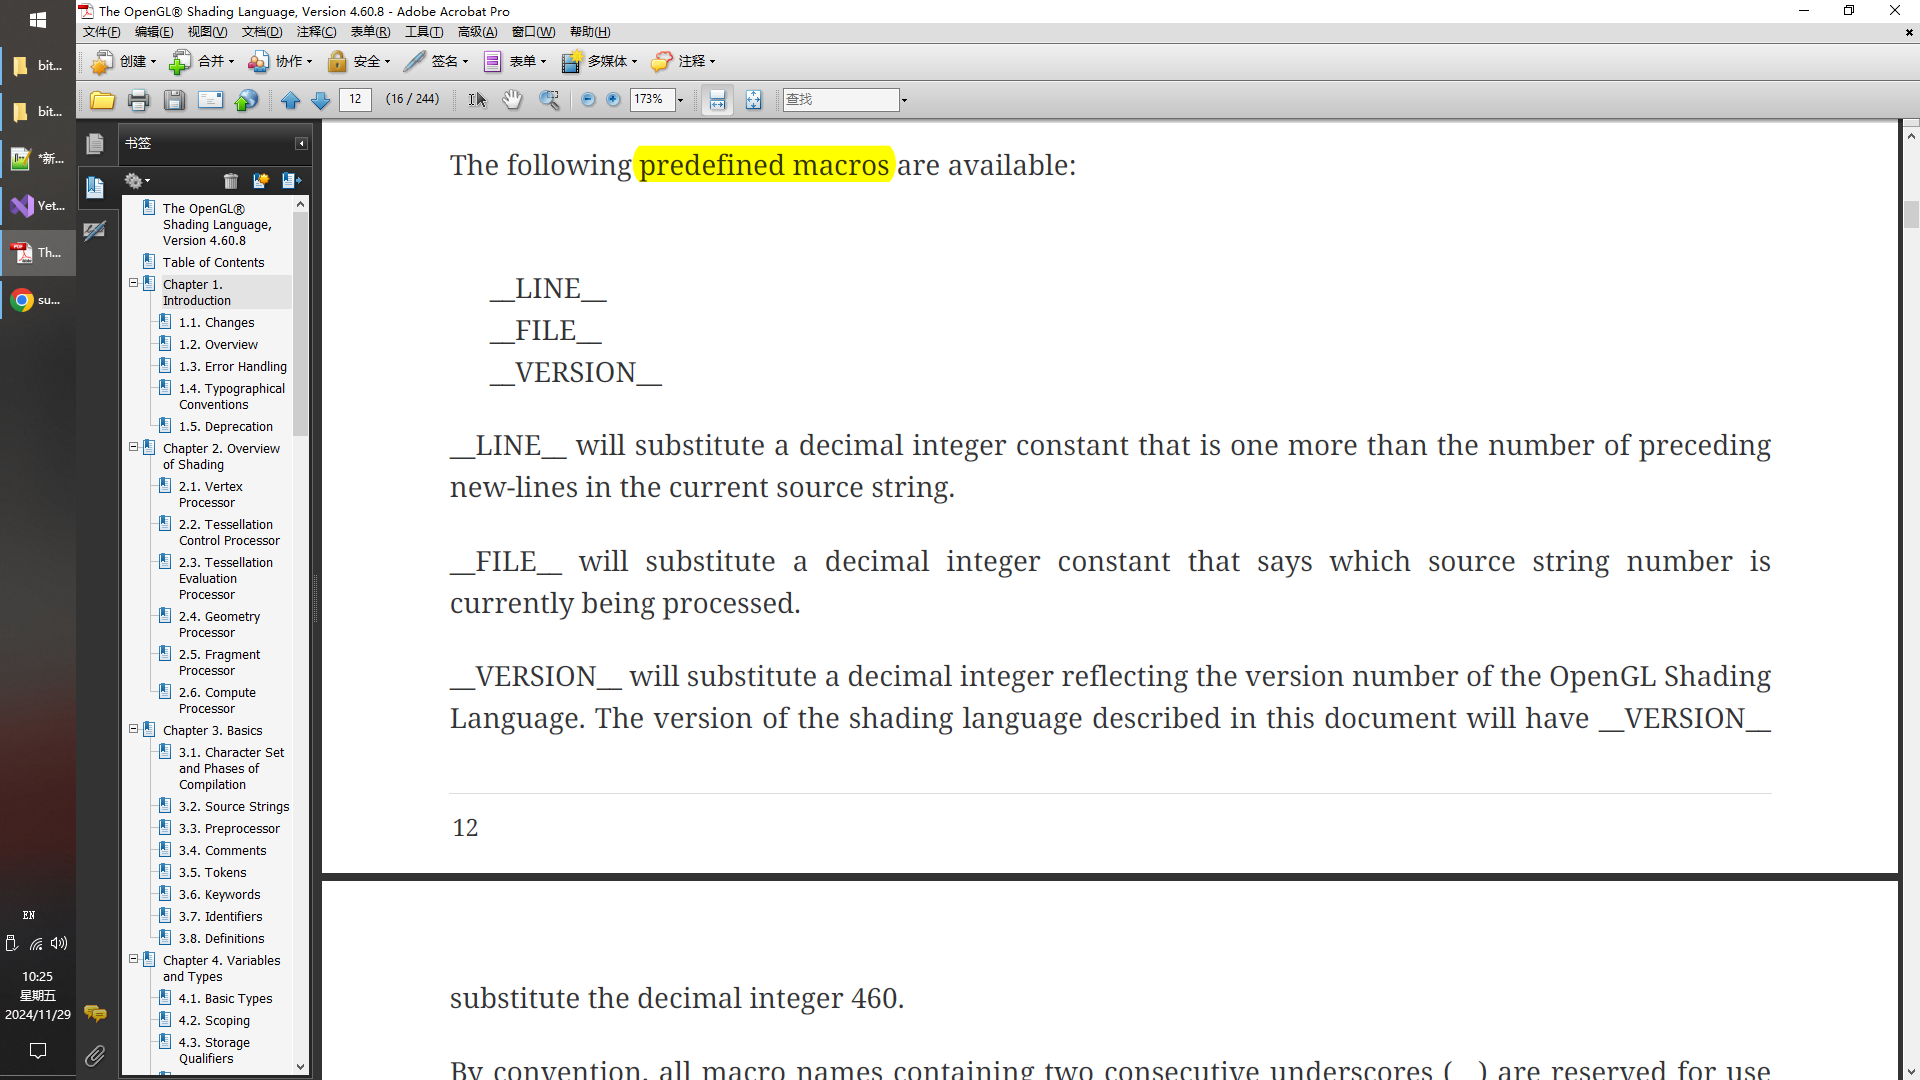 The OpenGL® Shading Language, Version 4.60.8 - Adobe Acrobat Pro
文件(F) 编辑(E) 视图(V) 文档(D) 注释(C) 表单(R) 工具(T) 高级(A) 窗口(W) 帮助(H)
创建 合并 协作 安全 签名 表单 多媒体 注释
12 (16 / 244) 173% 查找
bit...
bit...
*新...
Yet...
Th...
su...
EN
10:25
星期五
2024/11/29
书签
The OpenGL®
Shading Language,
Version 4.60.8
Table of Contents
Chapter 1.
Introduction
1.1. Changes
1.2. Overview
1.3. Error Handling
1.4. Typographical
Conventions
1.5. Deprecation
Chapter 2. Overview
of Shading
2.1. Vertex
Processor
2.2. Tessellation
Control Processor
2.3. Tessellation
Evaluation
Processor
2.4. Geometry
Processor
2.5. Fragment
Processor
2.6. Compute
Processor
Chapter 3. Basics
3.1. Character Set
and Phases of
Compilation
3.2. Source Strings
3.3. Preprocessor
3.4. Comments
3.5. Tokens
3.6. Keywords
3.7. Identifiers
3.8. Definitions
Chapter 4. Variables
and Types
4.1. Basic Types
4.2. Scoping
4.3. Storage
Qualifiers
The following predefined macros are available:
__LINE__
__FILE__
__VERSION__
__LINE__ will substitute a decimal integer constant that is one more than the number of preceding
new-lines in the current source string.
__FILE__ will substitute a decimal integer constant that says which source string number is
currently being processed.
__VERSION__ will substitute a decimal integer reflecting the version number of the OpenGL Shading
Language. The version of the shading language described in this document will have __VERSION__
12
substitute the decimal integer 460.
By convention, all macro names containing two consecutive underscores (__) are reserved for use